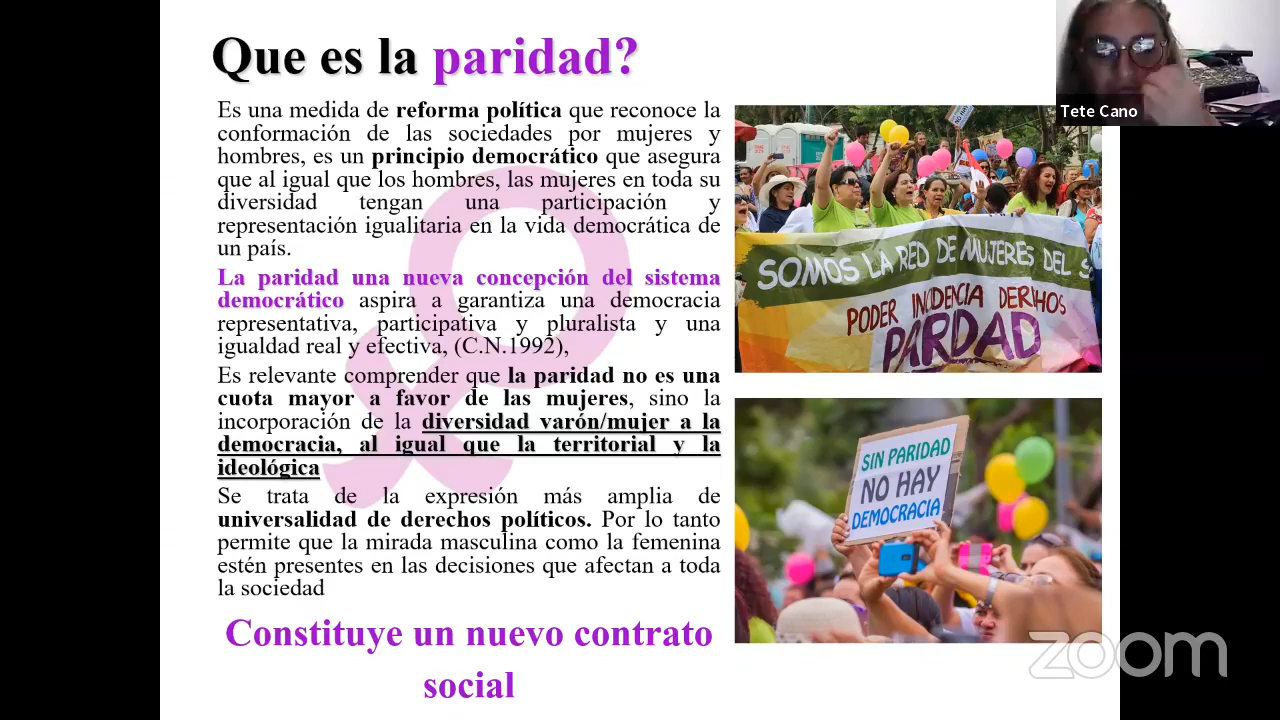 Que es la paridad?
Es una medida de reforma política que reconoce la
conformación de las sociedades por mujeres y
hombres, es un principio democrático que asegura
que al igual que los hombres, las mujeres en toda su
diversidad tengan una participación y
representación igualitaria en la vida democrática de
un país.
La paridad una nueva concepción del sistema
democrático aspira a garantiza una democracia
representativa, participativa y pluralista y una
igualdad real y efectiva, (C.N.1992),
Es relevante comprender que la paridad no es una
cuota mayor a favor de las mujeres, sino la
incorporación de la diversidad varón/mujer a la
democracia, al igual que la territorial y la
ideológica
Se trata de la expresión más amplia de
universalidad de derechos políticos. Por lo tanto
permite que la mirada masculina como la femenina
estén presentes en las decisiones que afectan a toda
la sociedad
Constituye un nuevo contrato
social
Tete Cano
SOMOS LA RED DE MUJERES DEL S
PODER INCIDENCIA DERECHOS
PARIDAD
SIN PARIDAD
NO HAY
DEMOCRACIA
zoom